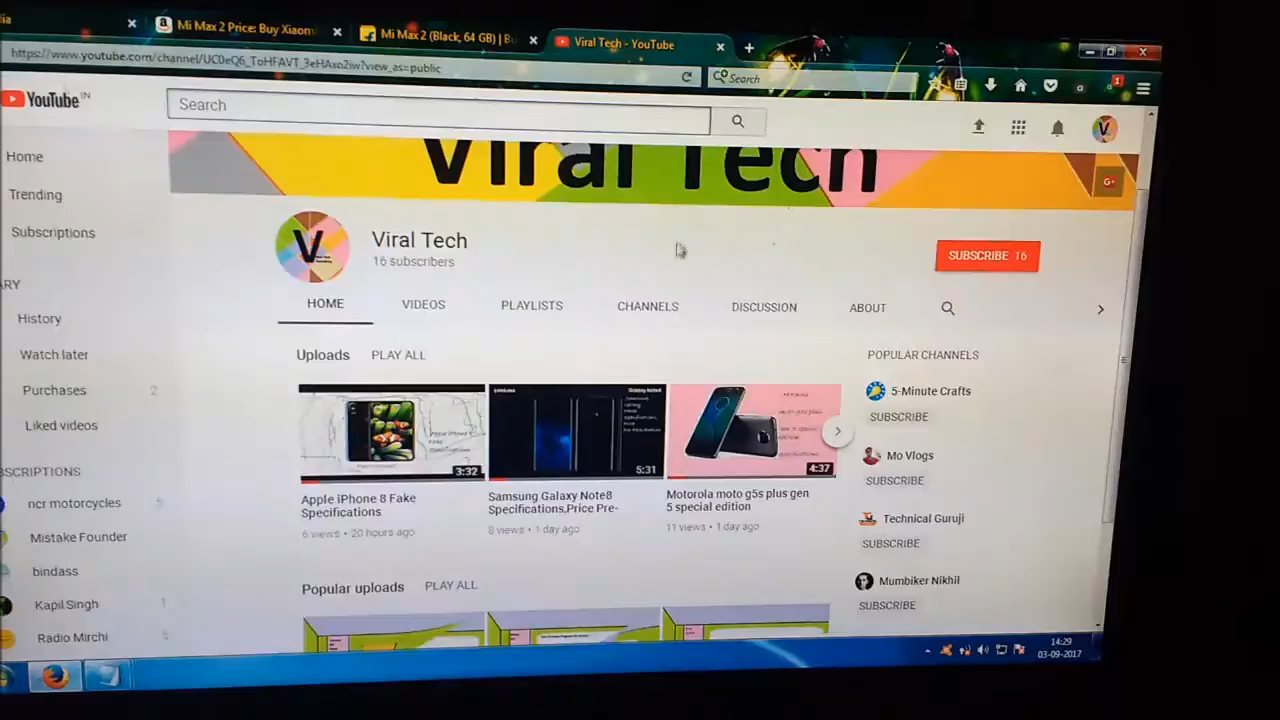 Mi Max 2 Price: Buy Xiaom
Mi Max 2 (Black, 64 GB) | Bu
Viral Tech - YouTube
https://www.youtube.com/channel/UC0eQ6_ToHFAVT_3eHAxo2iw?view_as=public
Search
YouTube IN
Search
Home
Trending
Subscriptions
Viral Tech
Viral Tech
16 subscribers
SUBSCRIBE 16
HOME
VIDEOS
PLAYLISTS
CHANNELS
DISCUSSION
ABOUT
ARY
History
Watch later
Purchases 2
Liked videos
BSCRIPTIONS
ncr motorcycles
Mistake Founder
bindass
Kapil Singh 1
Radio Mirchi
Uploads PLAY ALL
3:32
Apple iPhone 8 Fake
Specifications
6 views • 20 hours ago
5:31
Samsung Galaxy Note8
Specifications,Price Pre-
8 views • 1 day ago
4:37
Motorola moto g5s plus gen
5 special edition
11 views • 1 day ago
Popular uploads PLAY ALL
POPULAR CHANNELS
5-Minute Crafts
SUBSCRIBE
Mo Vlogs
SUBSCRIBE
Technical Guruji
SUBSCRIBE
Mumbiker Nikhil
SUBSCRIBE
14:29
03-09-2017